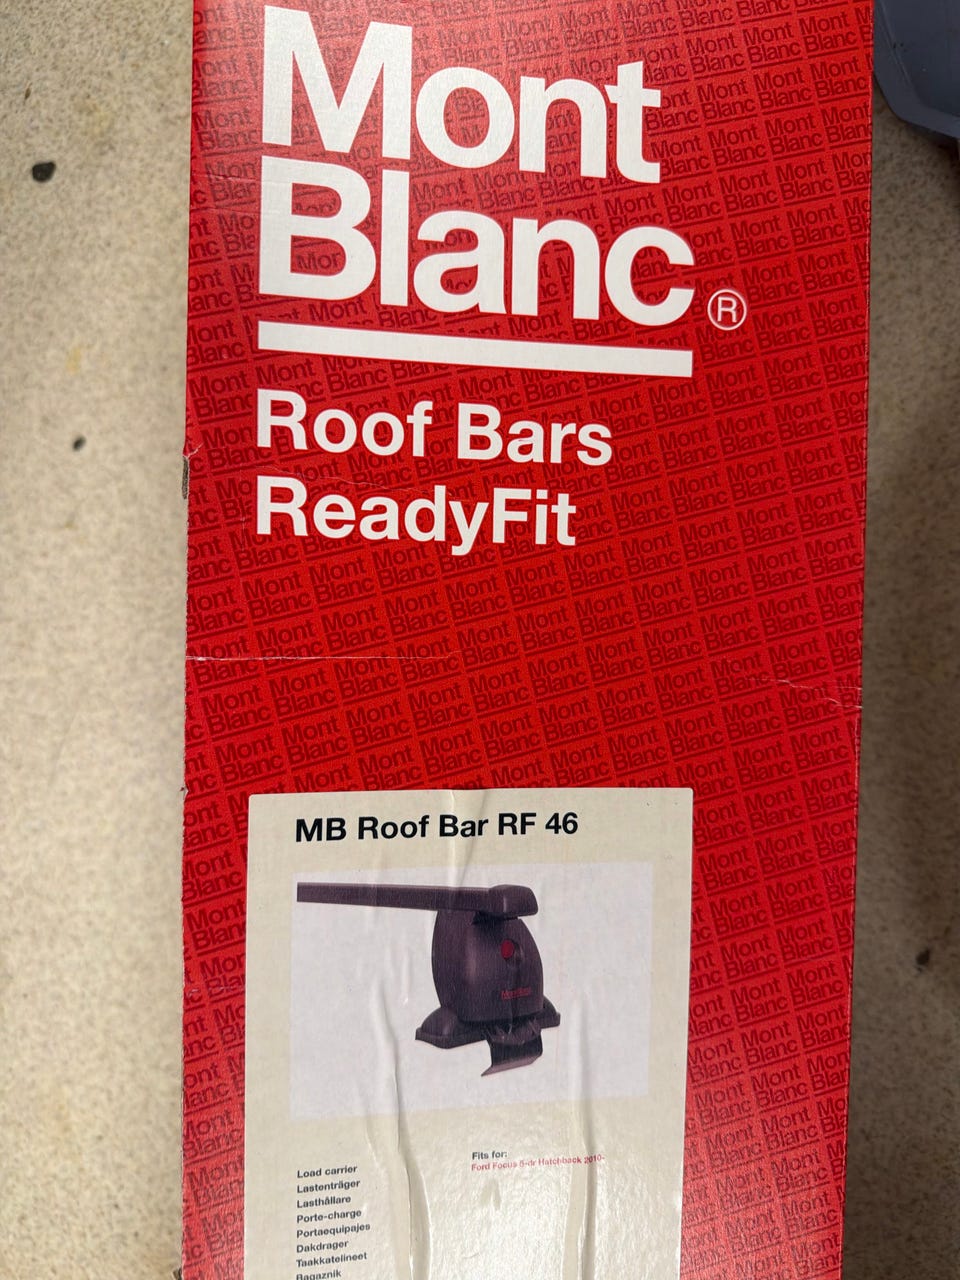 Mont
Blanc®
Roof Bars
ReadyFit
MB Roof Bar RF 46
Fits for:
Ford Focus 5-dr Hatchback 2010-
Load carrier
Lastenträger
Lasthållare
Porte-charge
Portaequipajes
Dakdrager
Taakkatelineet
Bagaznik